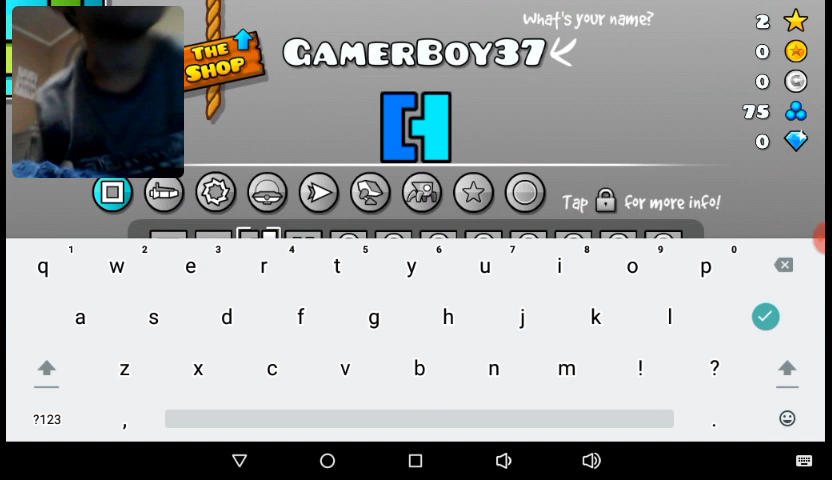 What's your name?
THE
SHOP
GAMERBOY37
2
0
0
75
0
Tap for more info!
1 2 3 4 5 6 7 8 9 0
q w e r t y u i o p
a s d f g h j k l
z x c v b n m ! ?
?123 , .